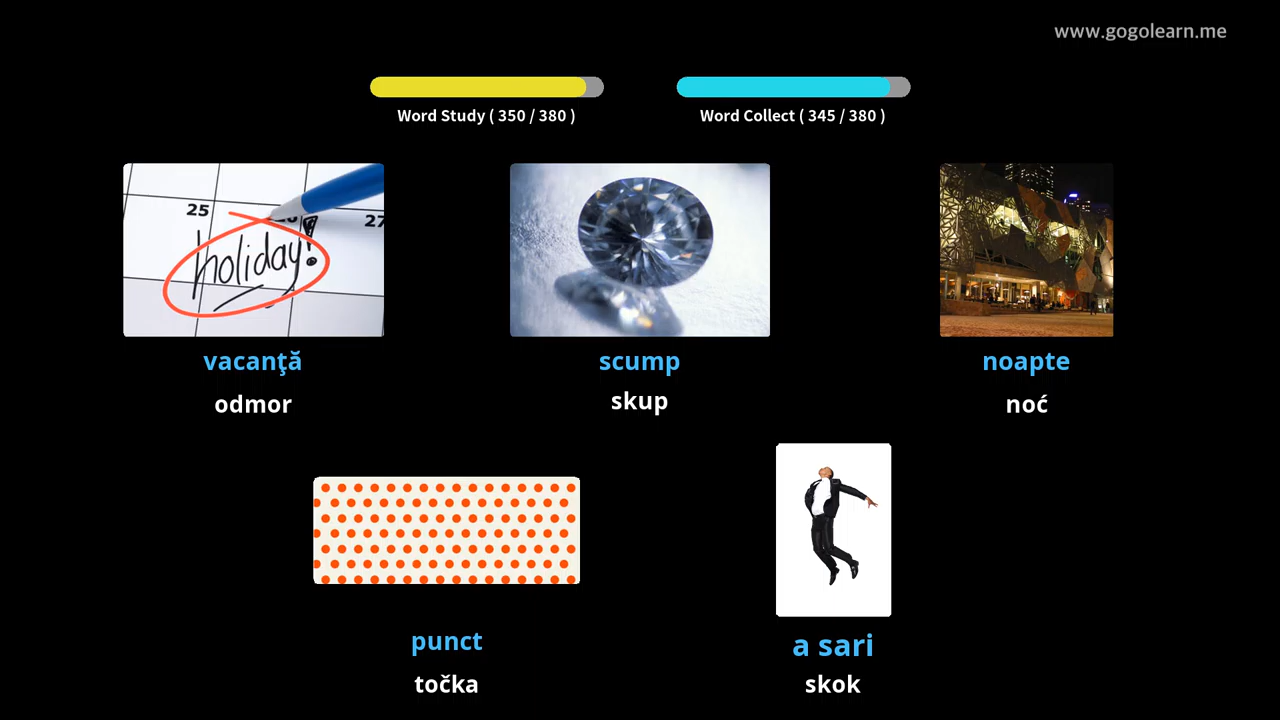 www.gogolearn.me
Word Study ( 350 / 380 )
Word Collect ( 345 / 380 )
25
27
holiday!
vacanţă
scump
noapte
odmor
skup
noć
punct
a sari
točka
skok